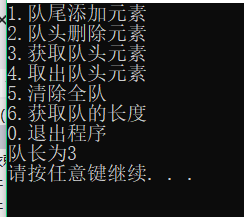 1.队尾添加元素
2.队头删除元素
3.获取队头元素
4.取出队头元素
5.清除全队
6.获取队的长度
0.退出程序
队长为3
请按任意键继续. . .